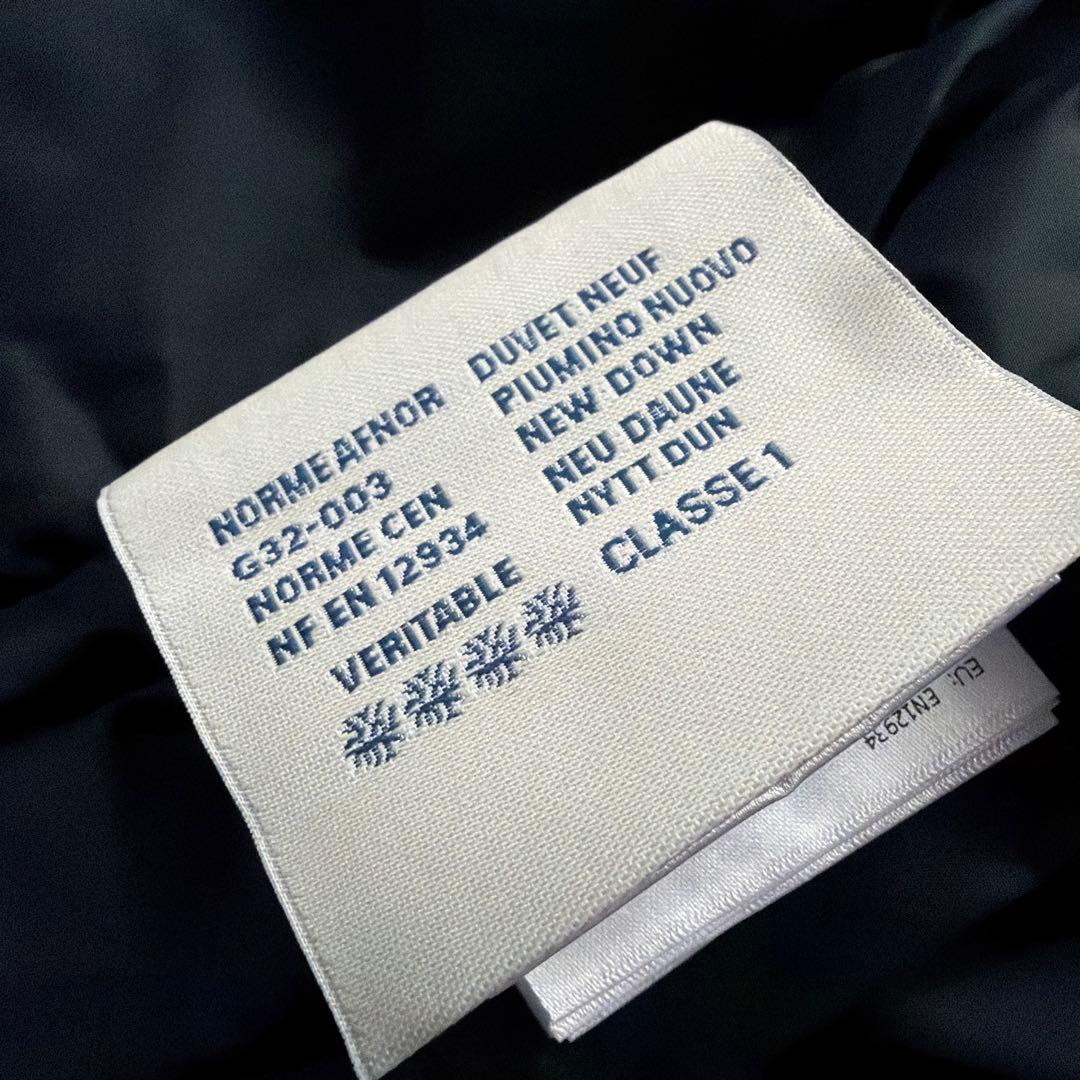 NORME AFNOR
G32-003
NORME CEN
NF EN 12934
VERITABLE
DUVET NEUF
PIUMINO NUOVO
NEW DOWN
NEU DAUNE
NYTT DUN
CLASSE 1
EU: EN12934